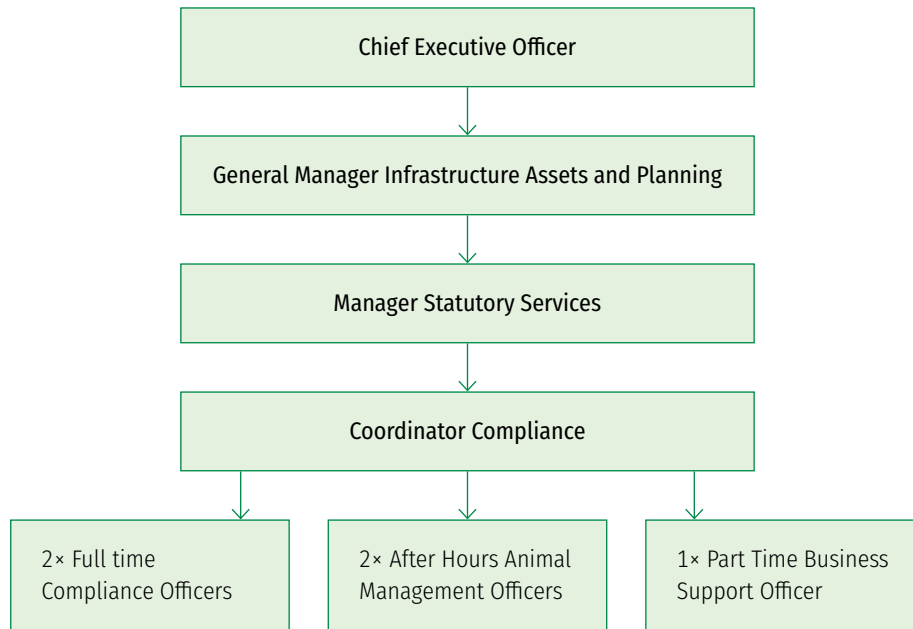 Chief Executive Officer
General Manager Infrastructure Assets and Planning
Manager Statutory Services
Coordinator Compliance
2× Full time
Compliance Officers
2× After Hours Animal
Management Officers
1× Part Time Business
Support Officer